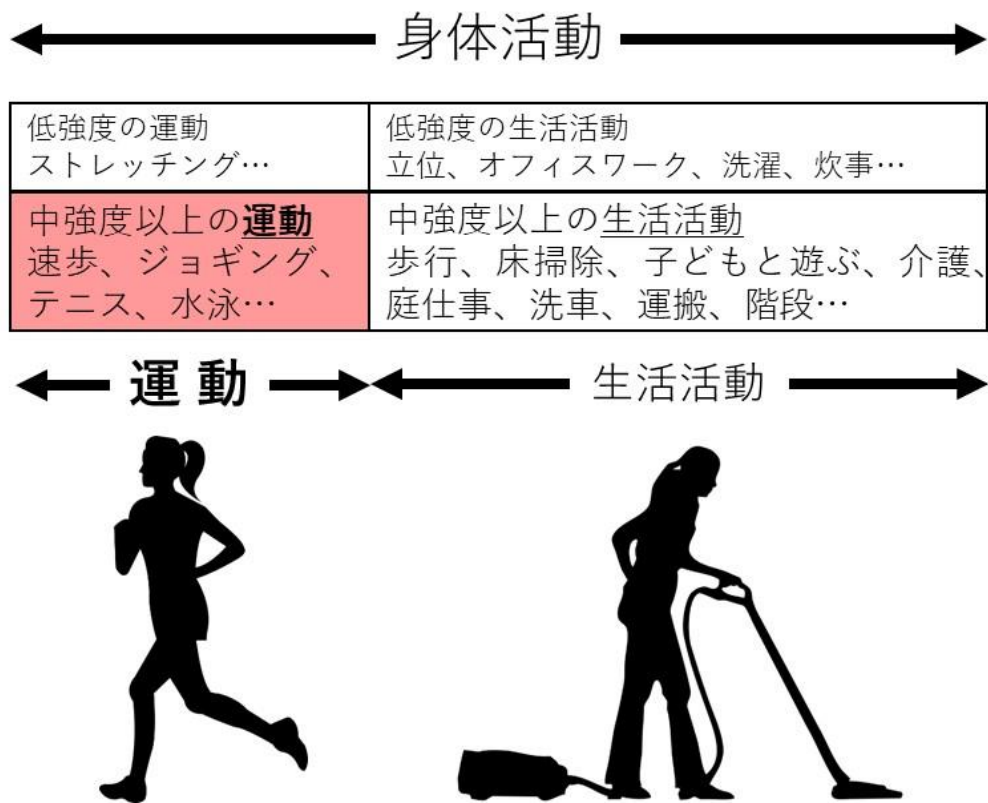 身体活動
低強度の運動
ストレッチング…
低強度の生活活動
立位、オフィスワーク、洗濯、炊事…
中強度以上の運動
速歩、ジョギング、
テニス、水泳…
中強度以上の生活活動
歩行、床掃除、子どもと遊ぶ、介護、
庭仕事、洗車、運搬、階段…
運 動
生活活動